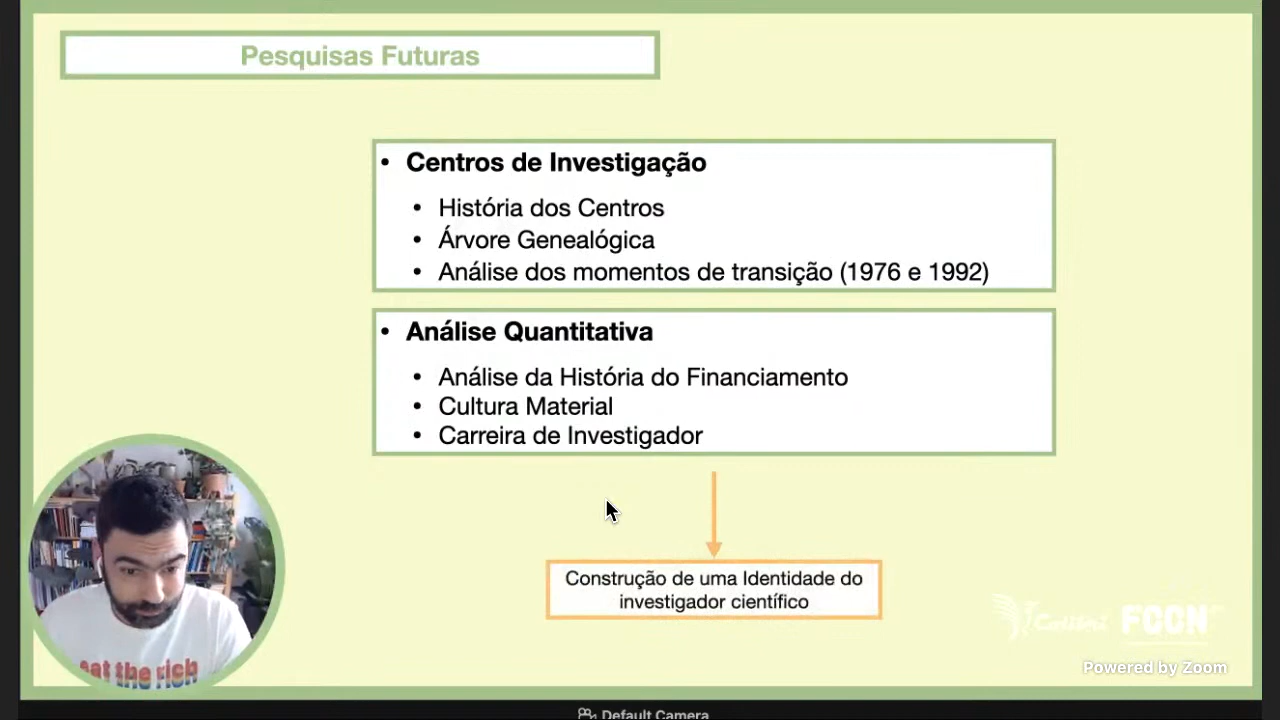 Pesquisas Futuras
• Centros de Investigação
• História dos Centros
• Árvore Genealógica
• Análise dos momentos de transição (1976 e 1992)
• Análise Quantitativa
• Análise da História do Financiamento
• Cultura Material
• Carreira de Investigador
Construção de uma Identidade do
investigador científico
eat the rich
Colibri FCCN
Powered by Zoom
Default Camera